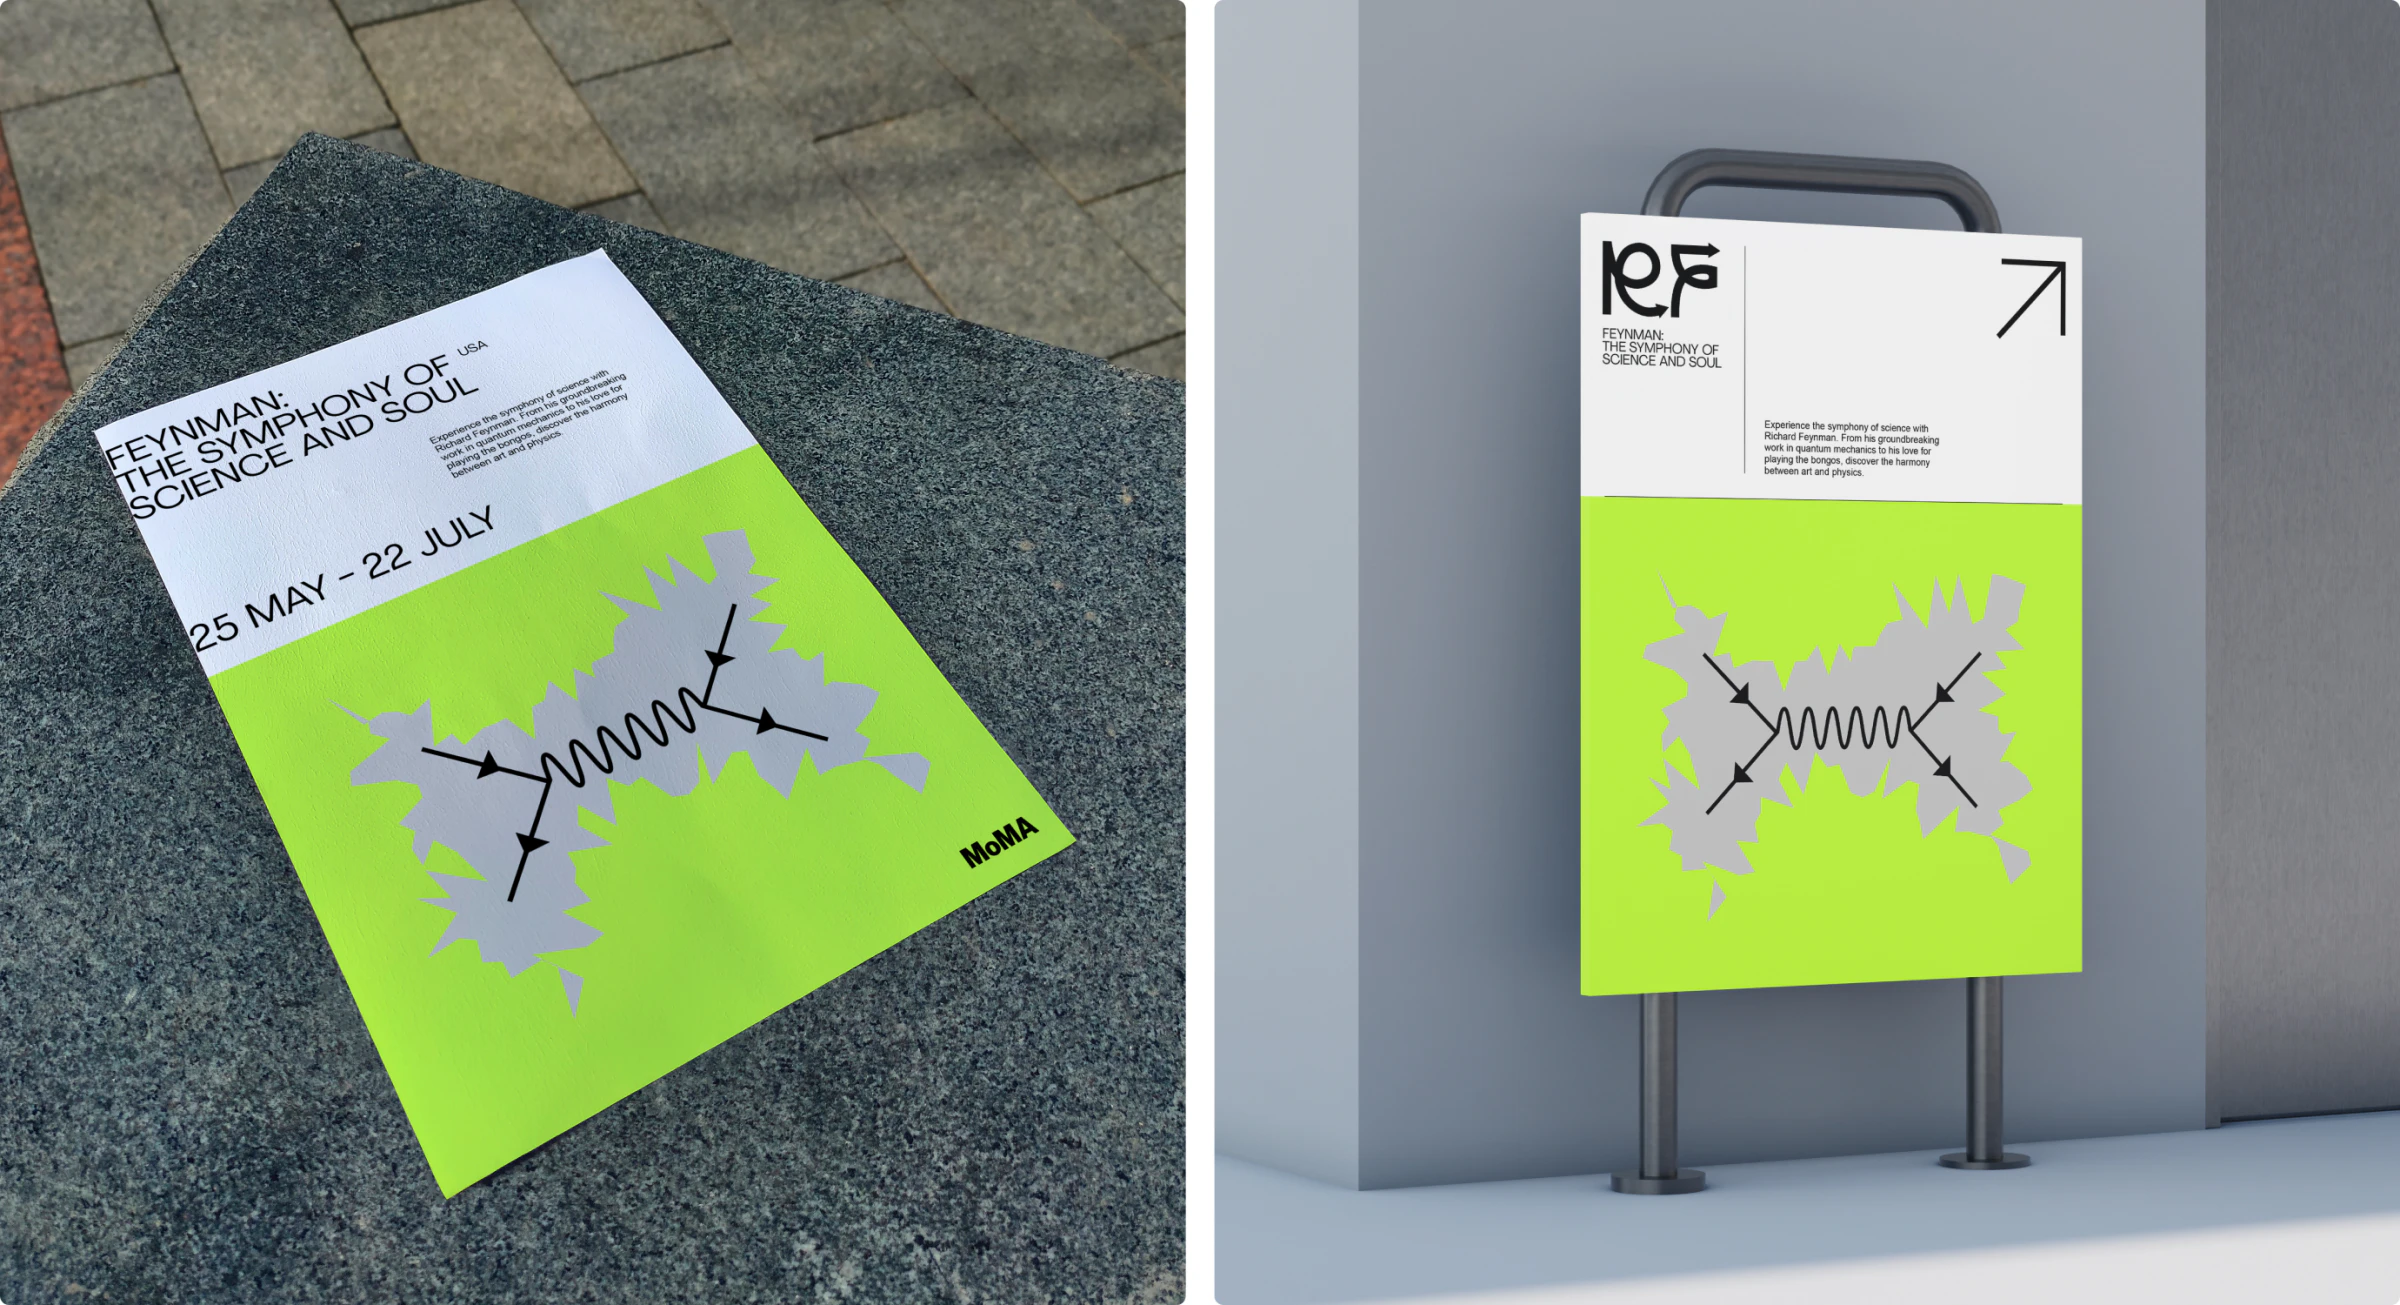 FEYNMAN:
THE SYMPHONY OF
SCIENCE AND SOUL
USA
Experience the symphony of science with
Richard Feynman. From his groundbreaking
work in quantum mechanics to his love for
playing the bongos, discover the harmony
between art and physics.
25 MAY - 22 JULY
MoMA
RF
FEYNMAN:
THE SYMPHONY OF
SCIENCE AND SOUL
Experience the symphony of science with
Richard Feynman. From his groundbreaking
work in quantum mechanics to his love for
playing the bongos, discover the harmony
between art and physics.